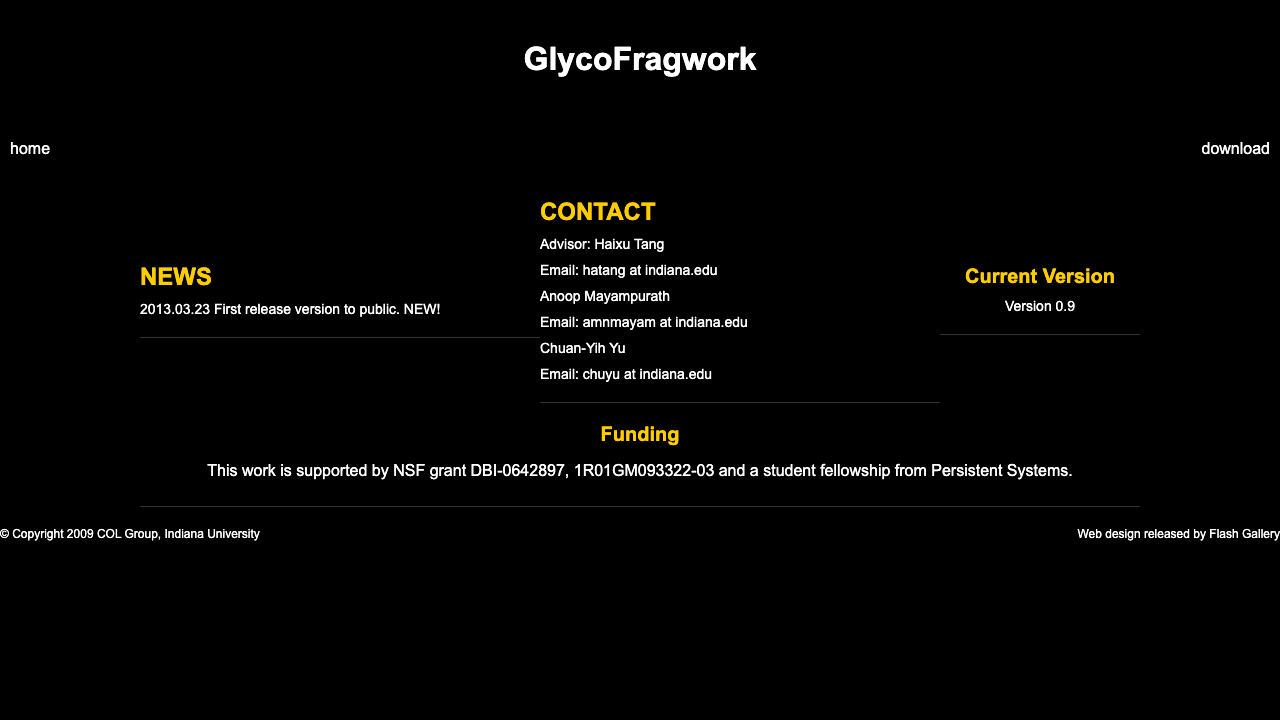 GlycoFragwork
home
download
NEWS
2013.03.23 First release version to public. NEW!
CONTACT
Advisor: Haixu Tang
Email: hatang at indiana.edu
Anoop Mayampurath
Email: amnmayam at indiana.edu
Chuan-Yih Yu
Email: chuyu at indiana.edu
Current Version
Version 0.9
Funding
This work is supported by NSF grant DBI-0642897, 1R01GM093322-03 and a student fellowship from Persistent Systems.
© Copyright 2009 COL Group, Indiana University
Web design released by Flash Gallery